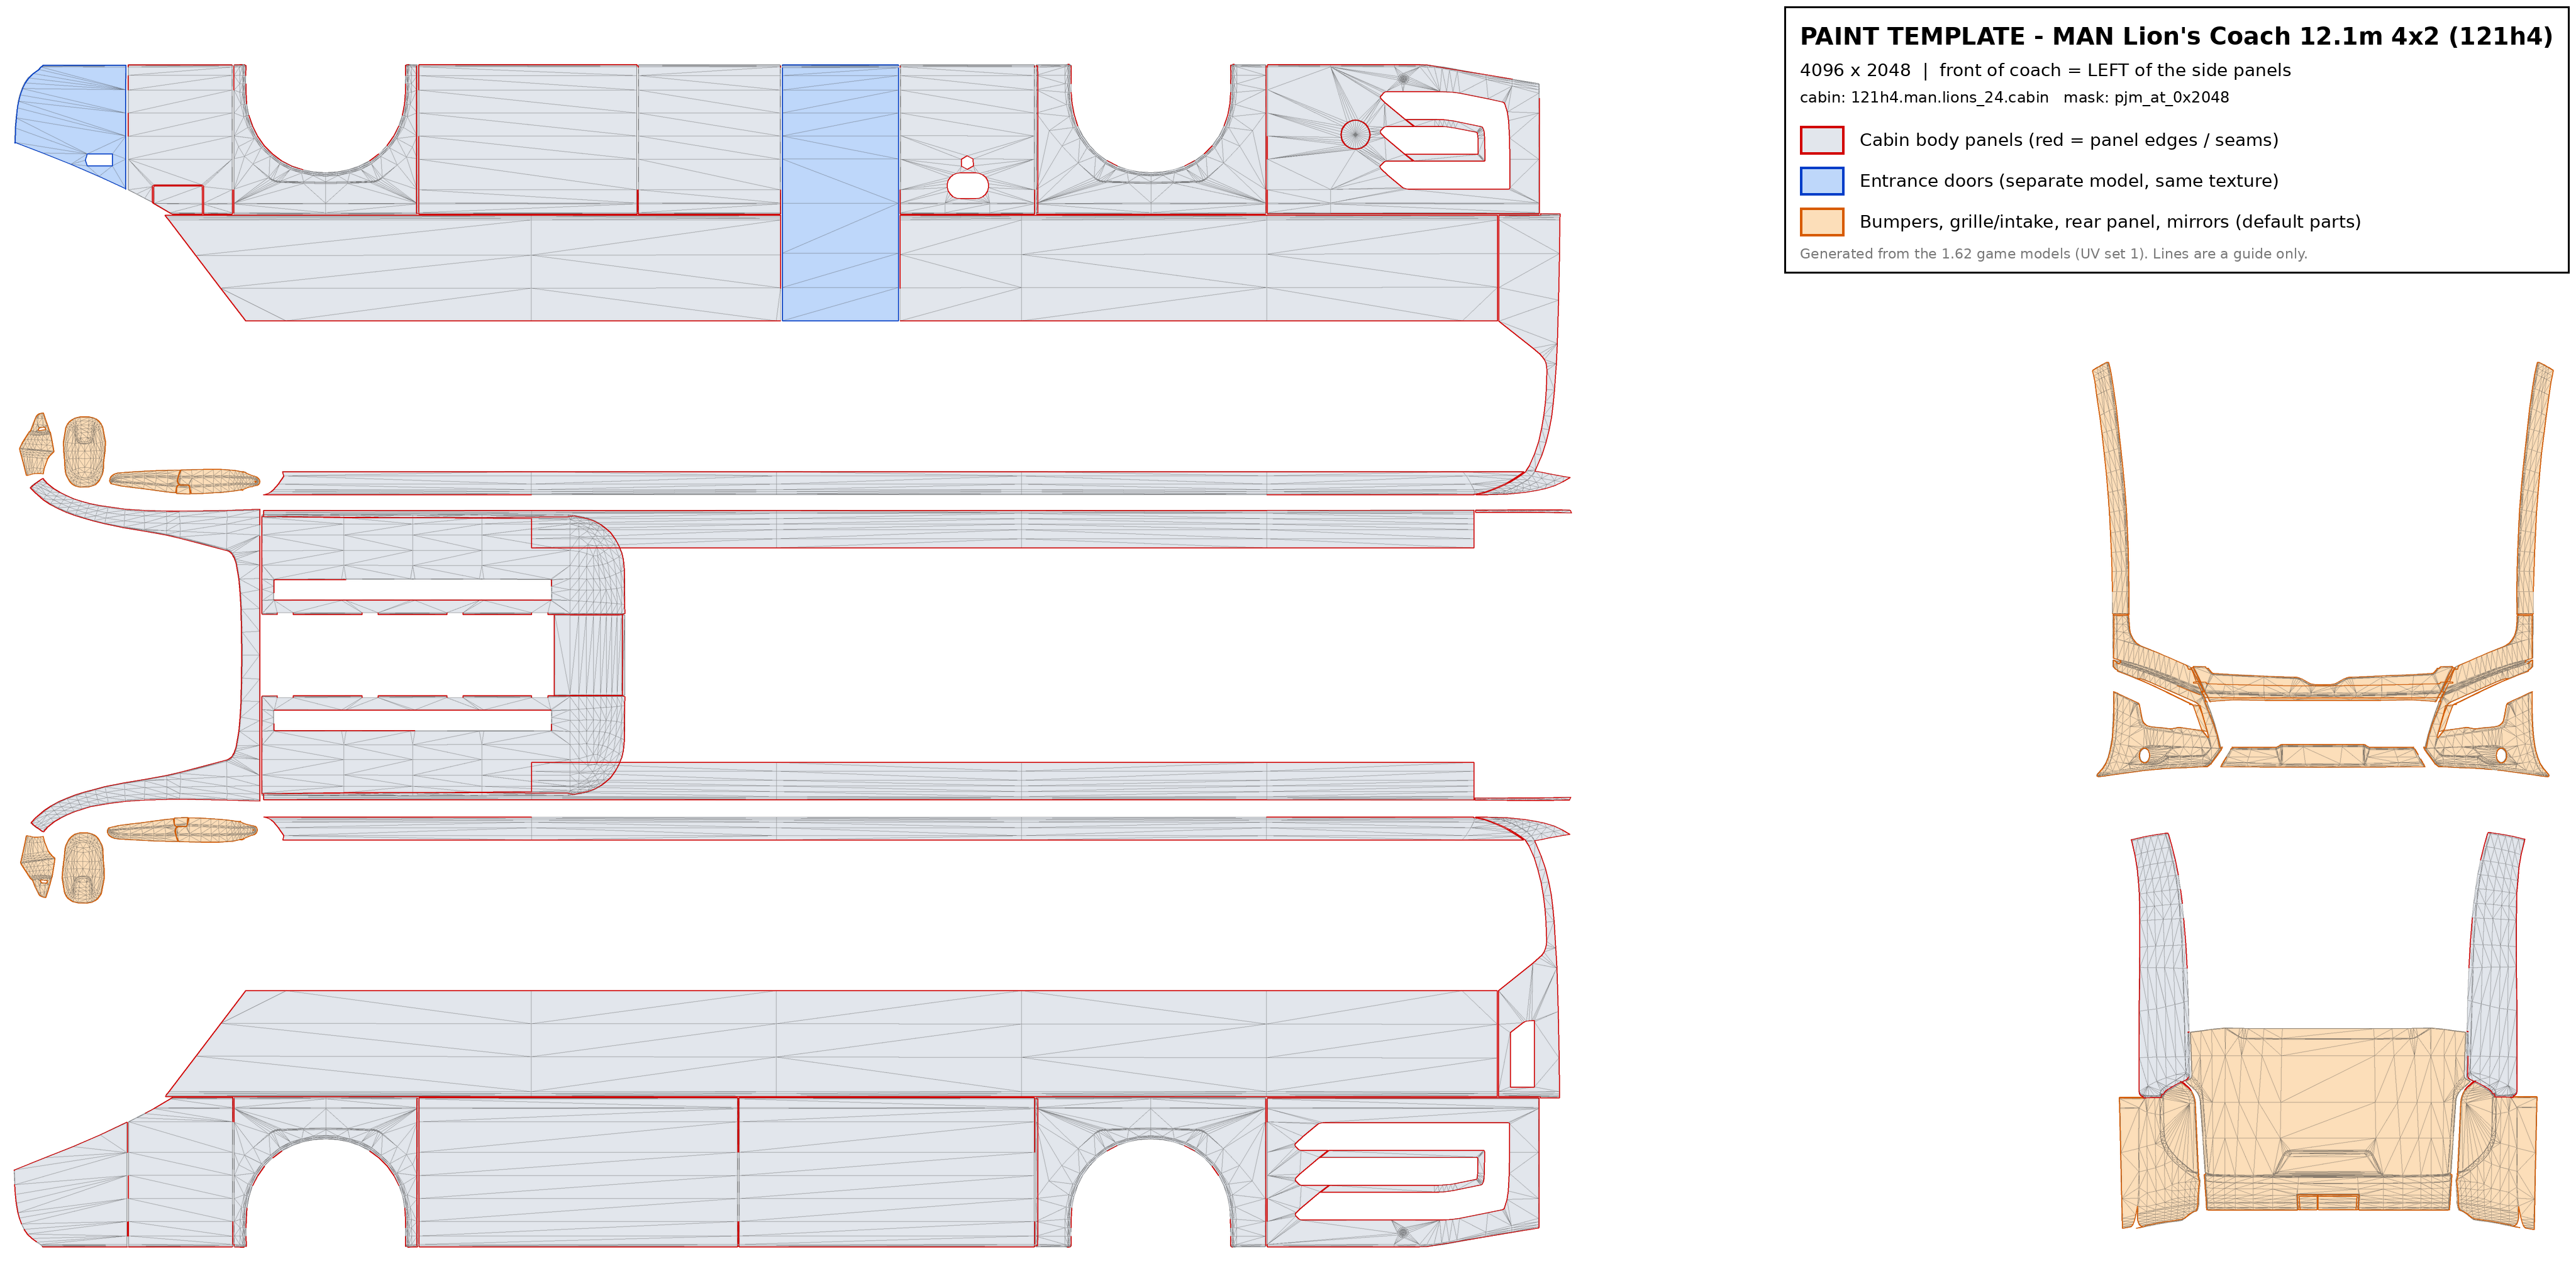 PAINT TEMPLATE - MAN Lion's Coach 12.1m 4x2 (121h4)
4096 x 2048 | front of coach = LEFT of the side panels
cabin: 121h4.man.lions_24.cabin mask: pjm_at_0x2048
Cabin body panels (red = panel edges / seams)
Entrance doors (separate model, same texture)
Bumpers, grille/intake, rear panel, mirrors (default parts)
Generated from the 1.62 game models (UV set 1). Lines are a guide only.